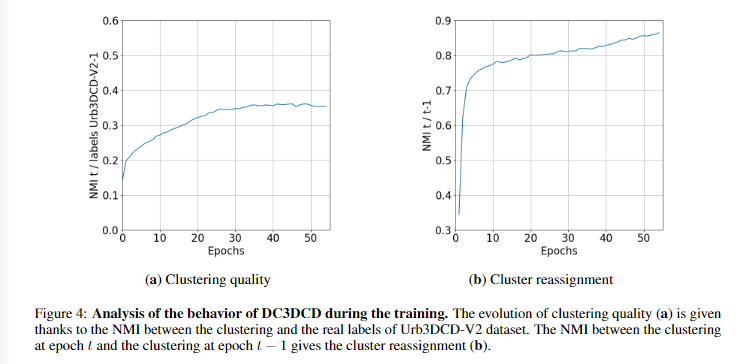 0.6
0.5
0.4
0.3
0.2
0.1
0.0
NMI t / labels Urb3DCD-V2-1
0 10 20 30 40 50
Epochs
(a) Clustering quality
0.9
0.8
0.7
0.6
0.5
0.4
0.3
NMI t / t-1
0 10 20 30 40 50
Epochs
(b) Cluster reassignment
Figure 4: Analysis of the behavior of DC3DCD during the training. The evolution of clustering quality (a) is given
thanks to the NMI between the clustering and the real labels of Urb3DCD-V2 dataset. The NMI between the clustering
at epoch t and the clustering at epoch t − 1 gives the cluster reassignment (b).